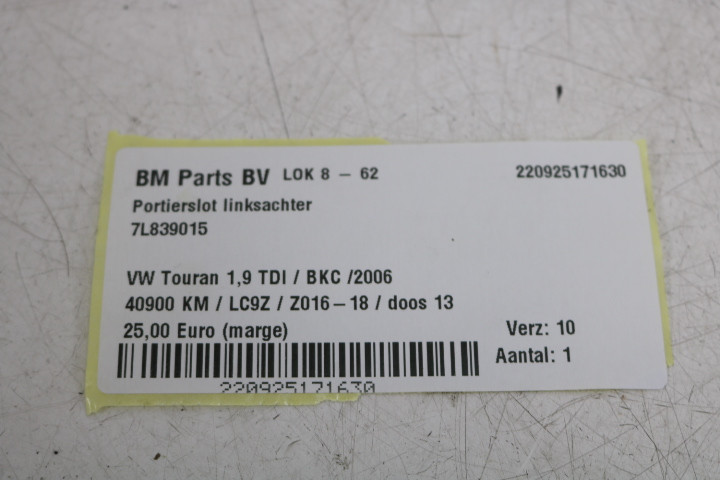 BM Parts BV LOK 8 – 62 220925171630
Portierslot linksachter
7L839015
VW Touran 1,9 TDI / BKC /2006
40900 KM / LC9Z / Z016–18 / doos 13
25,00 Euro (marge) Verz: 10
Aantal: 1
220925171630